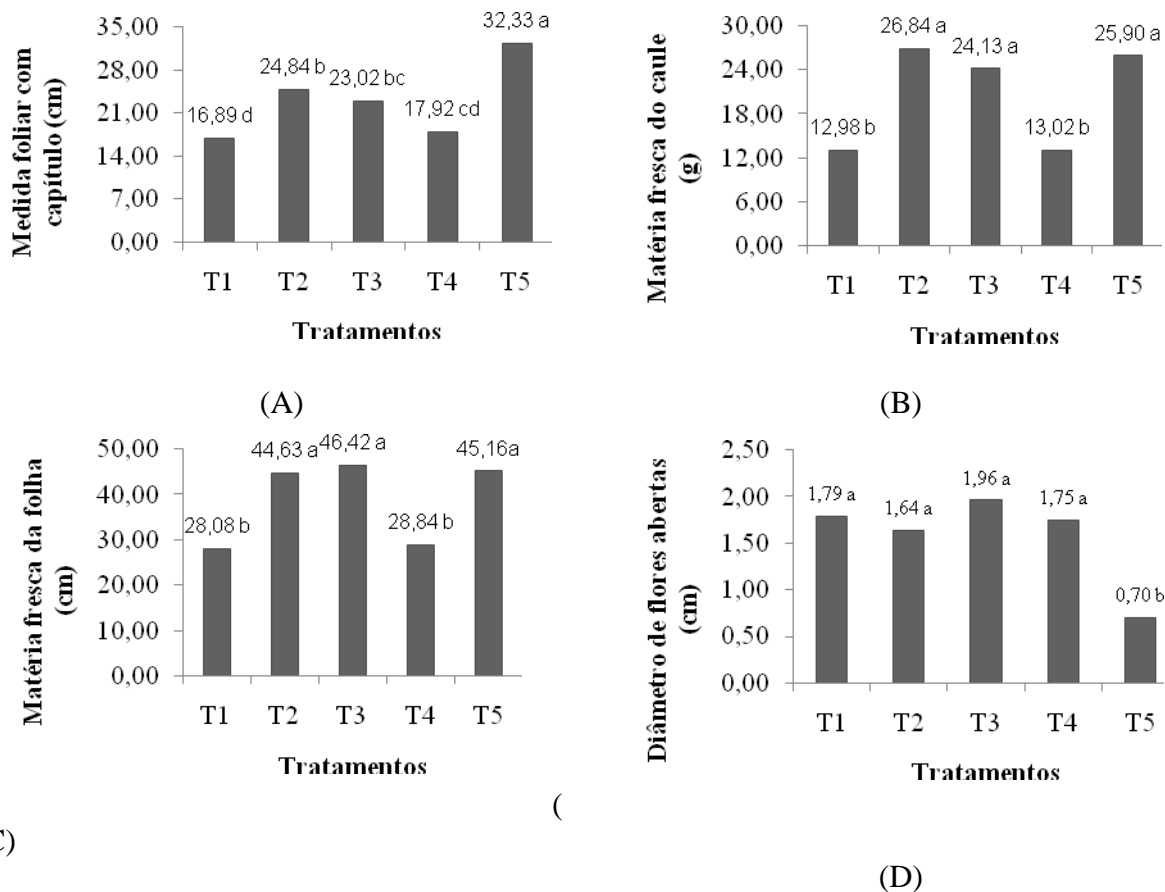 Medida foliar com
capítulo (cm)
35,00
28,00
21,00
14,00
7,00
0,00
16,89 d
24,84 b
23,02 bc
17,92 cd
32,33 a
T1 T2 T3 T4 T5
Tratamentos
(A)
Matéria fresca do caule
(g)
30,00
24,00
18,00
12,00
6,00
0,00
12,98 b
26,84 a
24,13 a
13,02 b
25,90 a
T1 T2 T3 T4 T5
Tratamentos
(B)
Matéria fresca da folha
(cm)
50,00
40,00
30,00
20,00
10,00
0,00
28,08 b
44,63 a
46,42 a
28,84 b
45,16 a
T1 T2 T3 T4 T5
Tratamentos
(
C)
Diâmetro de flores abertas
(cm)
2,50
2,00
1,50
1,00
0,50
0,00
1,79 a
1,64 a
1,96 a
1,75 a
0,70 b
T1 T2 T3 T4 T5
Tratamentos
(D)